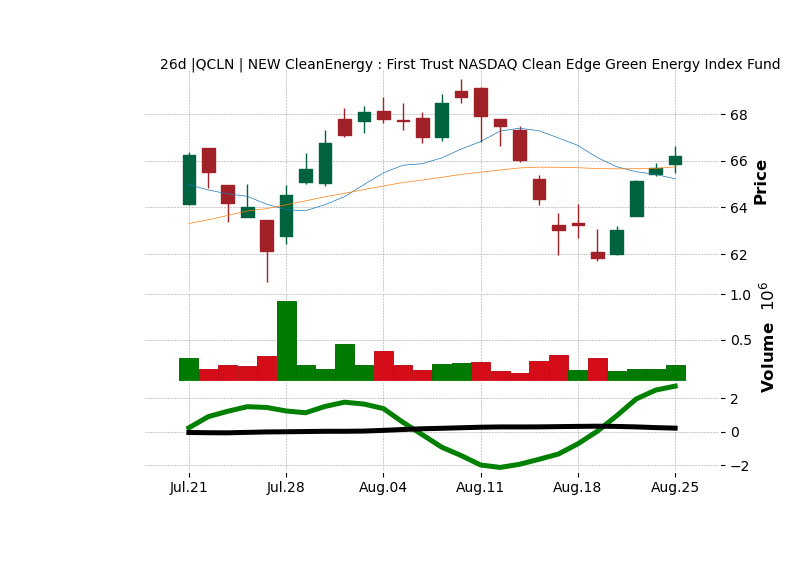 26d |QCLN | NEW CleanEnergy : First Trust NASDAQ Clean Edge Green Energy Index Fund
68
66
64
62
Price
1.0
0.5
Volume 10^6
2
0
−2
Jul.21 Jul.28 Aug.04 Aug.11 Aug.18 Aug.25